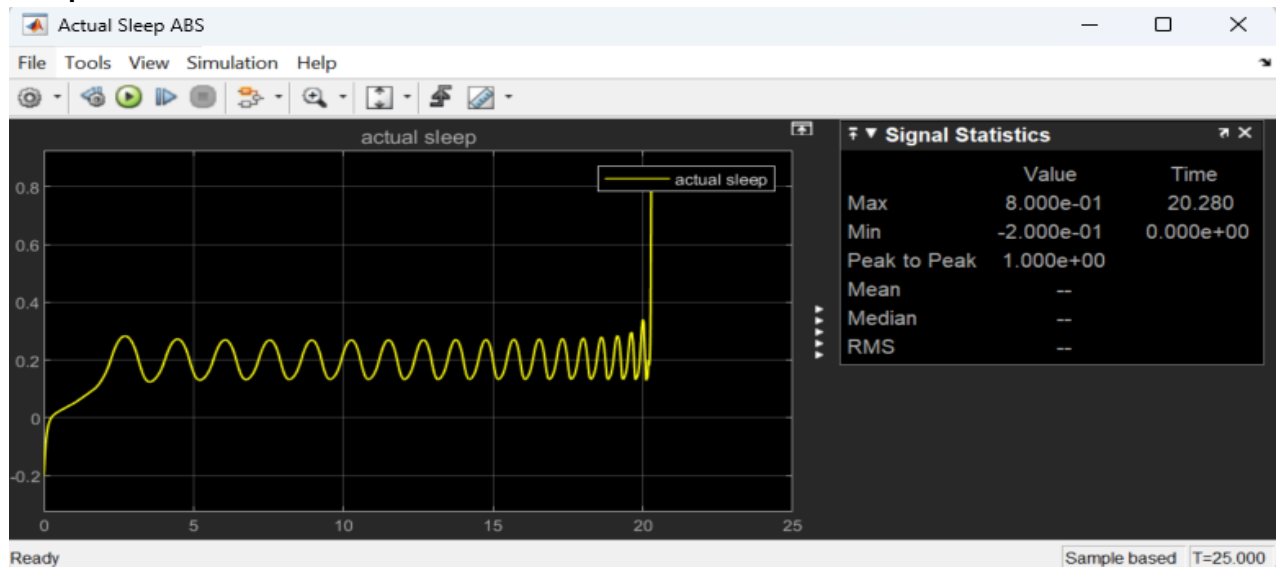 Actual Sleep ABS
File Tools View Simulation Help
actual sleep
actual sleep
0.8
0.6
0.4
0.2
0
-0.2
0 5 10 15 20 25
Signal Statistics
Value Time
Max 8.000e-01 20.280
Min -2.000e-01 0.000e+00
Peak to Peak 1.000e+00
Mean --
Median --
RMS --
Ready
Sample based T=25.000